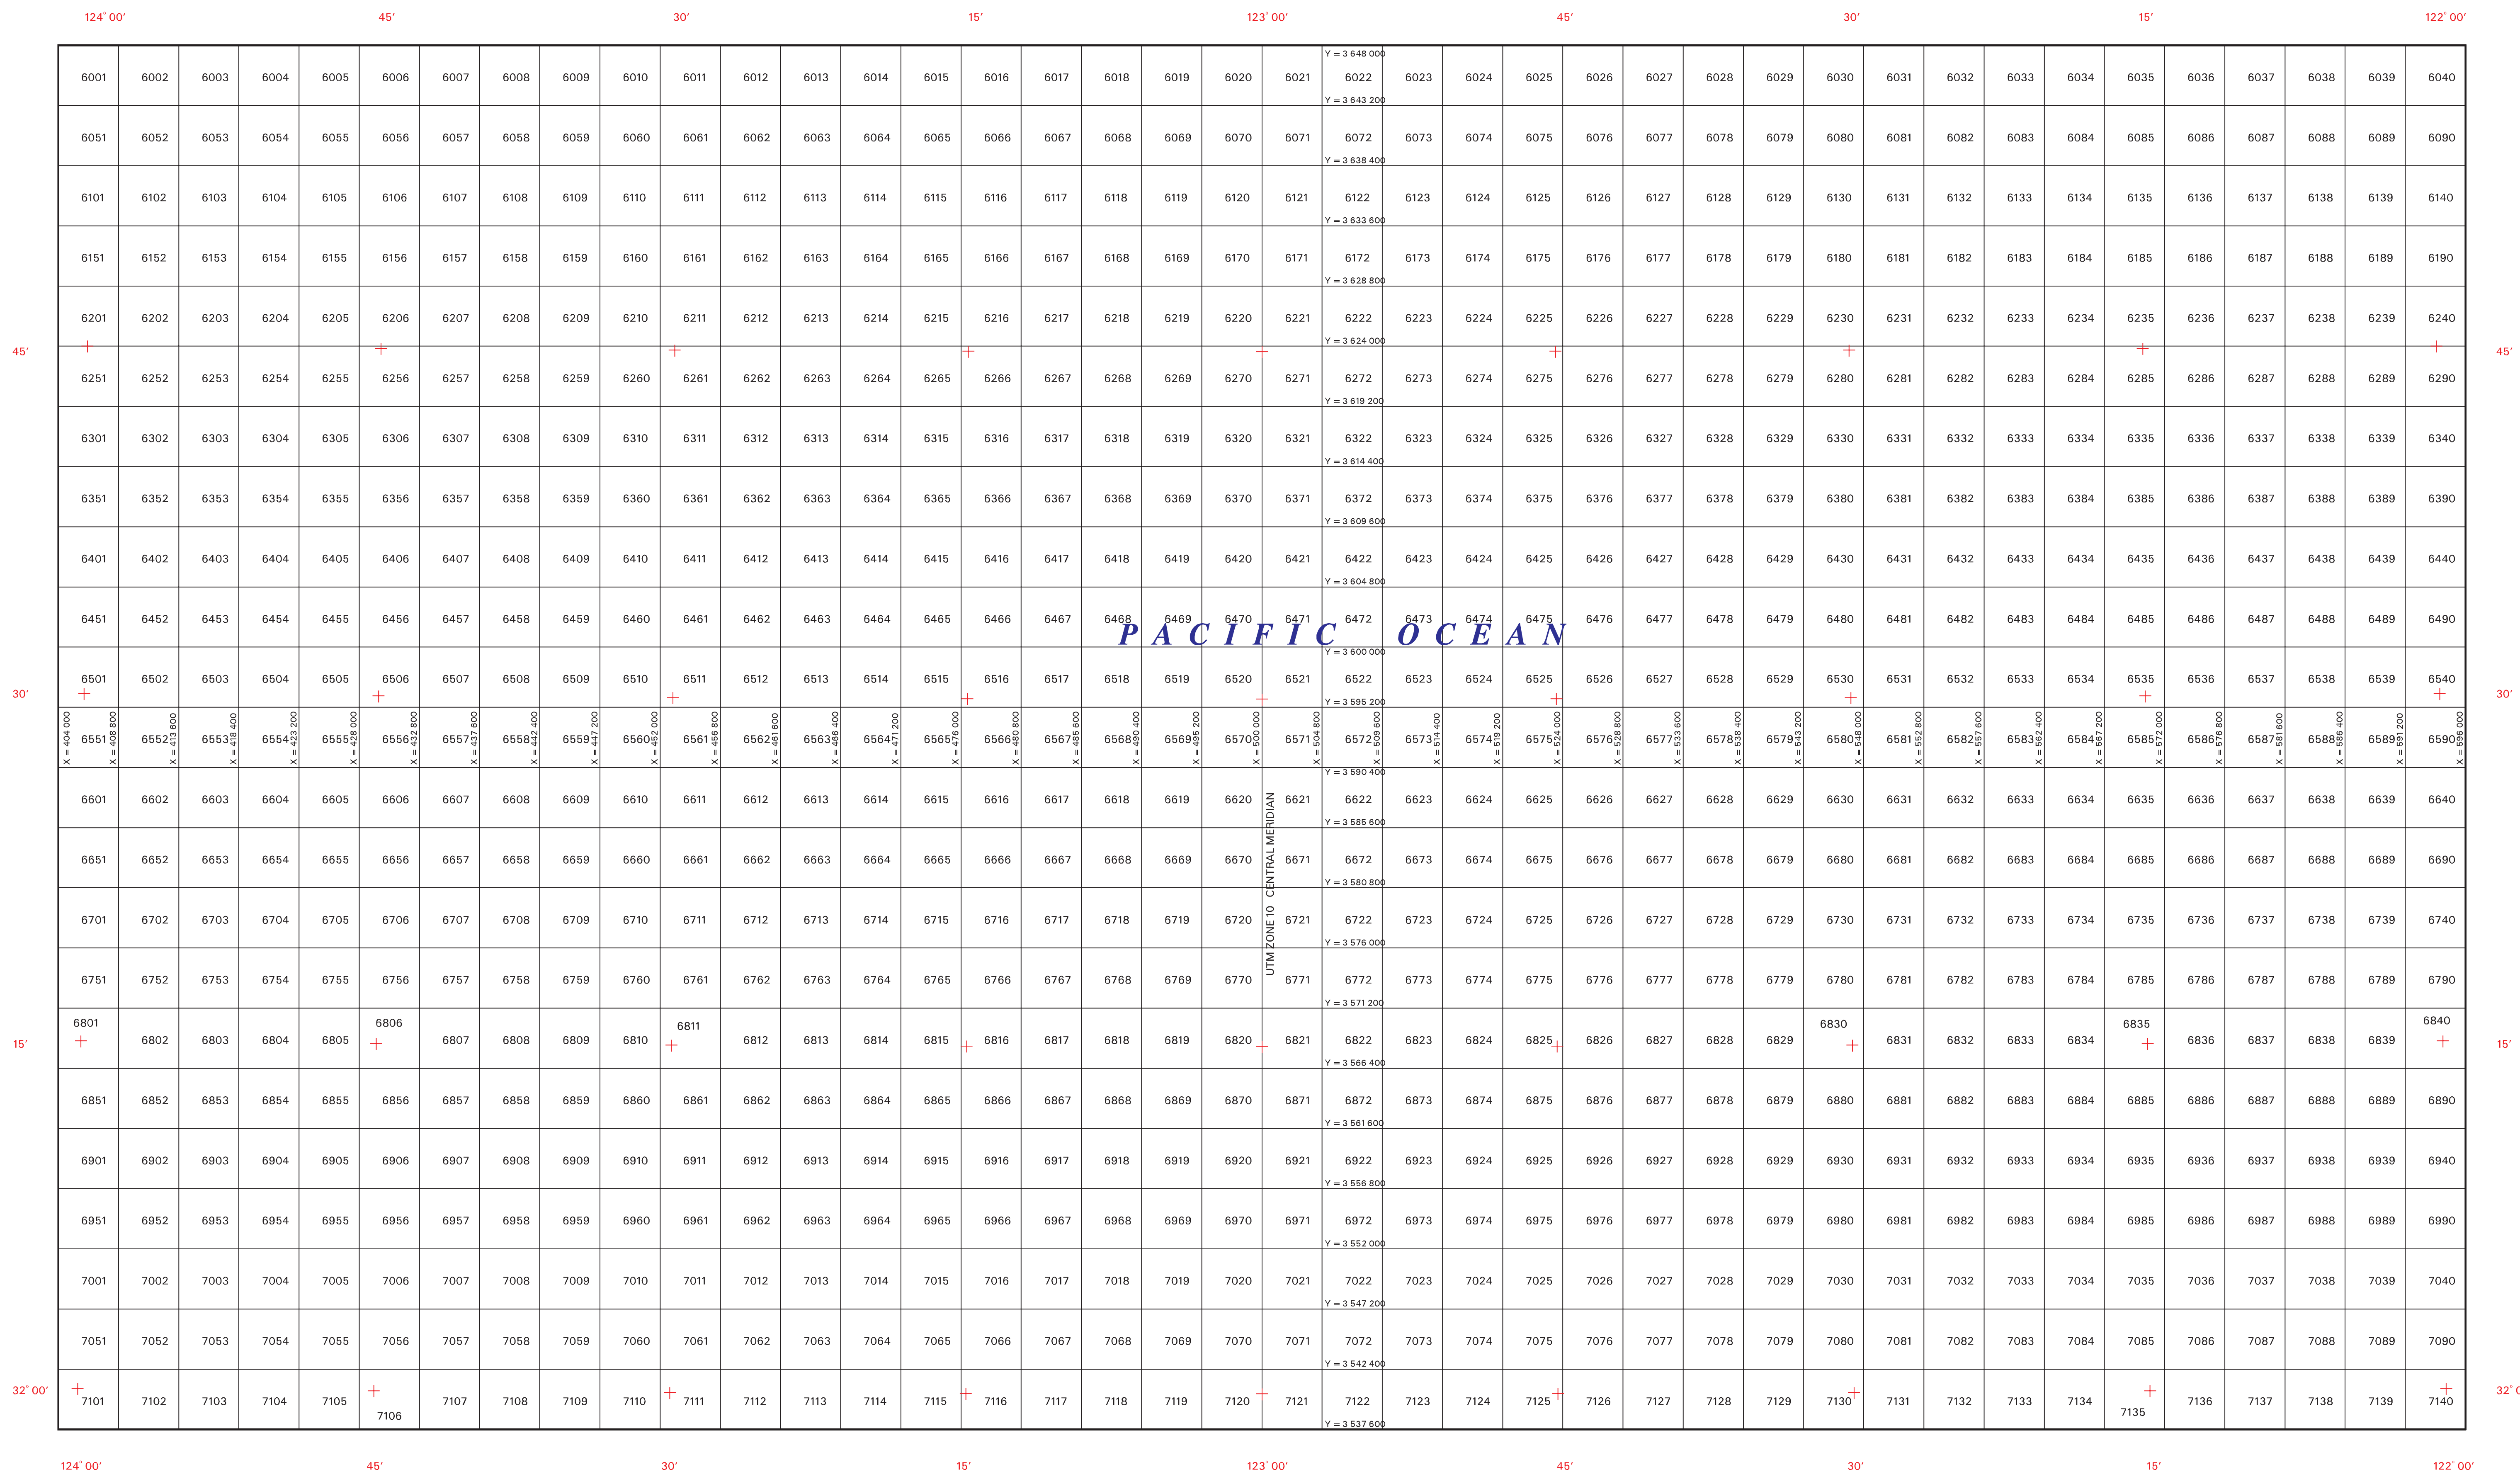 124° 00’ 45’ 30’ 15’ 123° 00’ 45’ 30’ 15’ 122° 00’
Y = 3 648 000
6001 6002 6003 6004 6005 6006 6007 6008 6009 6010 6011 6012 6013 6014 6015 6016 6017 6018 6019 6020 6021 6022 6023 6024 6025 6026 6027 6028 6029 6030 6031 6032 6033 6034 6035 6036 6037 6038 6039 6040
Y = 3 643 200
6051 6052 6053 6054 6055 6056 6057 6058 6059 6060 6061 6062 6063 6064 6065 6066 6067 6068 6069 6070 6071 6072 6073 6074 6075 6076 6077 6078 6079 6080 6081 6082 6083 6084 6085 6086 6087 6088 6089 6090
Y = 3 638 400
6101 6102 6103 6104 6105 6106 6107 6108 6109 6110 6111 6112 6113 6114 6115 6116 6117 6118 6119 6120 6121 6122 6123 6124 6125 6126 6127 6128 6129 6130 6131 6132 6133 6134 6135 6136 6137 6138 6139 6140
Y = 3 633 600
6151 6152 6153 6154 6155 6156 6157 6158 6159 6160 6161 6162 6163 6164 6165 6166 6167 6168 6169 6170 6171 6172 6173 6174 6175 6176 6177 6178 6179 6180 6181 6182 6183 6184 6185 6186 6187 6188 6189 6190
Y = 3 628 800
6201 6202 6203 6204 6205 6206 6207 6208 6209 6210 6211 6212 6213 6214 6215 6216 6217 6218 6219 6220 6221 6222 6223 6224 6225 6226 6227 6228 6229 6230 6231 6232 6233 6234 6235 6236 6237 6238 6239 6240
Y = 3 624 000
45’ 45’
6251 6252 6253 6254 6255 6256 6257 6258 6259 6260 6261 6262 6263 6264 6265 6266 6267 6268 6269 6270 6271 6272 6273 6274 6275 6276 6277 6278 6279 6280 6281 6282 6283 6284 6285 6286 6287 6288 6289 6290
Y = 3 619 200
6301 6302 6303 6304 6305 6306 6307 6308 6309 6310 6311 6312 6313 6314 6315 6316 6317 6318 6319 6320 6321 6322 6323 6324 6325 6326 6327 6328 6329 6330 6331 6332 6333 6334 6335 6336 6337 6338 6339 6340
Y = 3 614 400
6351 6352 6353 6354 6355 6356 6357 6358 6359 6360 6361 6362 6363 6364 6365 6366 6367 6368 6369 6370 6371 6372 6373 6374 6375 6376 6377 6378 6379 6380 6381 6382 6383 6384 6385 6386 6387 6388 6389 6390
Y = 3 609 600
6401 6402 6403 6404 6405 6406 6407 6408 6409 6410 6411 6412 6413 6414 6415 6416 6417 6418 6419 6420 6421 6422 6423 6424 6425 6426 6427 6428 6429 6430 6431 6432 6433 6434 6435 6436 6437 6438 6439 6440
Y = 3 604 800
6451 6452 6453 6454 6455 6456 6457 6458 6459 6460 6461 6462 6463 6464 6465 6466 6467 6468 6469 6470 6471 6472 6473 6474 6475 6476 6477 6478 6479 6480 6481 6482 6483 6484 6485 6486 6487 6488 6489 6490
PACIFIC OCEAN
Y = 3 600 000
6501 6502 6503 6504 6505 6506 6507 6508 6509 6510 6511 6512 6513 6514 6515 6516 6517 6518 6519 6520 6521 6522 6523 6524 6525 6526 6527 6528 6529 6530 6531 6532 6533 6534 6535 6536 6537 6538 6539 6540
30’ 30’
Y = 3 595 200
X = 404 000 X = 408 800 X = 413 600 X = 418 400 X = 423 200 X = 428 000 X = 432 800 X = 437 600 X = 442 400 X = 447 200 X = 452 000 X = 456 800 X = 461 600 X = 466 400 X = 471 200 X = 476 000 X = 480 800 X = 485 600 X = 490 400 X = 495 200 X = 500 000 X = 504 800 X = 509 600 X = 514 400 X = 519 200 X = 524 000 X = 528 800 X = 533 600 X = 538 400 X = 543 200 X = 548 000 X = 552 800 X = 557 600 X = 562 400 X = 567 200 X = 572 000 X = 576 800 X = 581 600 X = 586 400 X = 591 200 X = 596 000
6551 6552 6553 6554 6555 6556 6557 6558 6559 6560 6561 6562 6563 6564 6565 6566 6567 6568 6569 6570 6571 6572 6573 6574 6575 6576 6577 6578 6579 6580 6581 6582 6583 6584 6585 6586 6587 6588 6589 6590
Y = 3 590 400
6601 6602 6603 6604 6605 6606 6607 6608 6609 6610 6611 6612 6613 6614 6615 6616 6617 6618 6619 6620 6621 6622 6623 6624 6625 6626 6627 6628 6629 6630 6631 6632 6633 6634 6635 6636 6637 6638 6639 6640
Y = 3 585 600
UTM ZONE 10 CENTRAL MERIDIAN
6651 6652 6653 6654 6655 6656 6657 6658 6659 6660 6661 6662 6663 6664 6665 6666 6667 6668 6669 6670 6671 6672 6673 6674 6675 6676 6677 6678 6679 6680 6681 6682 6683 6684 6685 6686 6687 6688 6689 6690
Y = 3 580 800
6701 6702 6703 6704 6705 6706 6707 6708 6709 6710 6711 6712 6713 6714 6715 6716 6717 6718 6719 6720 6721 6722 6723 6724 6725 6726 6727 6728 6729 6730 6731 6732 6733 6734 6735 6736 6737 6738 6739 6740
Y = 3 576 000
6751 6752 6753 6754 6755 6756 6757 6758 6759 6760 6761 6762 6763 6764 6765 6766 6767 6768 6769 6770 6771 6772 6773 6774 6775 6776 6777 6778 6779 6780 6781 6782 6783 6784 6785 6786 6787 6788 6789 6790
Y = 3 571 200
6801 6802 6803 6804 6805 6806 6807 6808 6809 6810 6811 6812 6813 6814 6815 6816 6817 6818 6819 6820 6821 6822 6823 6824 6825 6826 6827 6828 6829 6830 6831 6832 6833 6834 6835 6836 6837 6838 6839 6840
15’ 15’
Y = 3 566 400
6851 6852 6853 6854 6855 6856 6857 6858 6859 6860 6861 6862 6863 6864 6865 6866 6867 6868 6869 6870 6871 6872 6873 6874 6875 6876 6877 6878 6879 6880 6881 6882 6883 6884 6885 6886 6887 6888 6889 6890
Y = 3 561 600
6901 6902 6903 6904 6905 6906 6907 6908 6909 6910 6911 6912 6913 6914 6915 6916 6917 6918 6919 6920 6921 6922 6923 6924 6925 6926 6927 6928 6929 6930 6931 6932 6933 6934 6935 6936 6937 6938 6939 6940
Y = 3 556 800
6951 6952 6953 6954 6955 6956 6957 6958 6959 6960 6961 6962 6963 6964 6965 6966 6967 6968 6969 6970 6971 6972 6973 6974 6975 6976 6977 6978 6979 6980 6981 6982 6983 6984 6985 6986 6987 6988 6989 6990
Y = 3 552 000
7001 7002 7003 7004 7005 7006 7007 7008 7009 7010 7011 7012 7013 7014 7015 7016 7017 7018 7019 7020 7021 7022 7023 7024 7025 7026 7027 7028 7029 7030 7031 7032 7033 7034 7035 7036 7037 7038 7039 7040
Y = 3 547 200
7051 7052 7053 7054 7055 7056 7057 7058 7059 7060 7061 7062 7063 7064 7065 7066 7067 7068 7069 7070 7071 7072 7073 7074 7075 7076 7077 7078 7079 7080 7081 7082 7083 7084 7085 7086 7087 7088 7089 7090
Y = 3 542 400
32° 00’ 32°
7101 7102 7103 7104 7105 7106 7107 7108 7109 7110 7111 7112 7113 7114 7115 7116 7117 7118 7119 7120 7121 7122 7123 7124 7125 7126 7127 7128 7129 7130 7131 7132 7133 7134 7135 7136 7137 7138 7139 7140
Y = 3 537 600
124° 00’ 45’ 30’ 15’ 123° 00’ 45’ 30’ 15’ 122° 00’